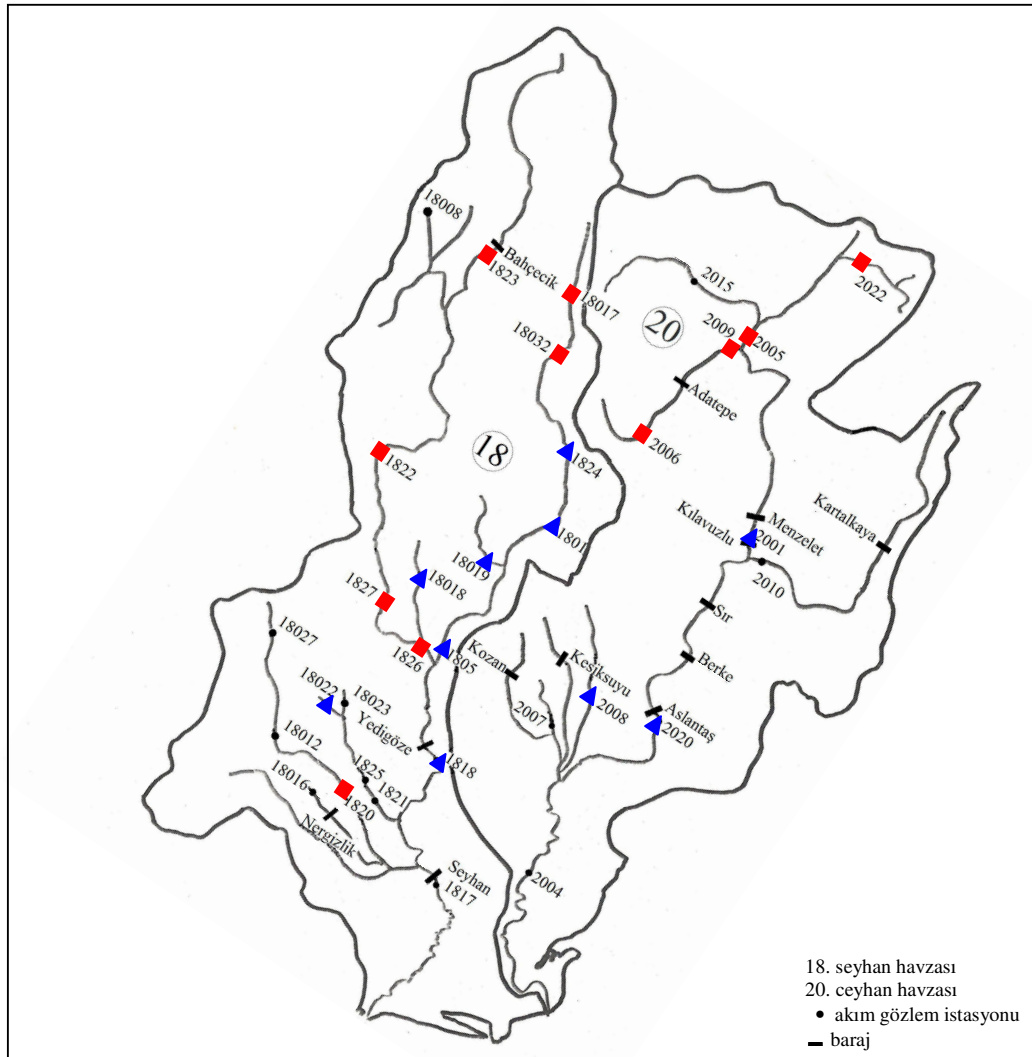 18008
Bahçecik
1823
18017
2015
2022
20
2009
2005
18032
Adatepe
2006
18
1822
1824
Kartalkaya
Menzelet
Kılavuzlu
2001
1801
18019
2010
18018
1827
Sır
18027
1826
1805
Kozan
Keşiksuyu
Berke
18022
18023
2008
Aslantaş
2007
2020
Yedigöze
18012
1818
1825
18016
1821
1820
Nergizlik
Seyhan
1817
2004
18. seyhan havzası
20. ceyhan havzası
akım gözlem istasyonu
baraj